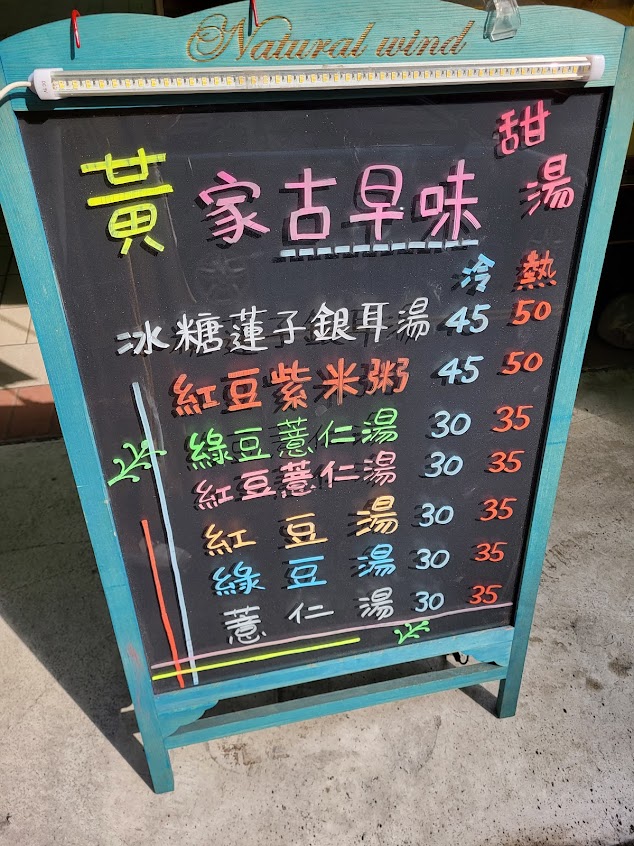 Natural wind
甜湯
黃家古早味
冷 熱
冰糖蓮子銀耳湯 45 50
紅豆紫米粥 45 50
綠豆薏仁湯 30 35
紅豆薏仁湯 30 35
紅豆湯 30 35
綠豆湯 30 35
薏仁湯 30 35